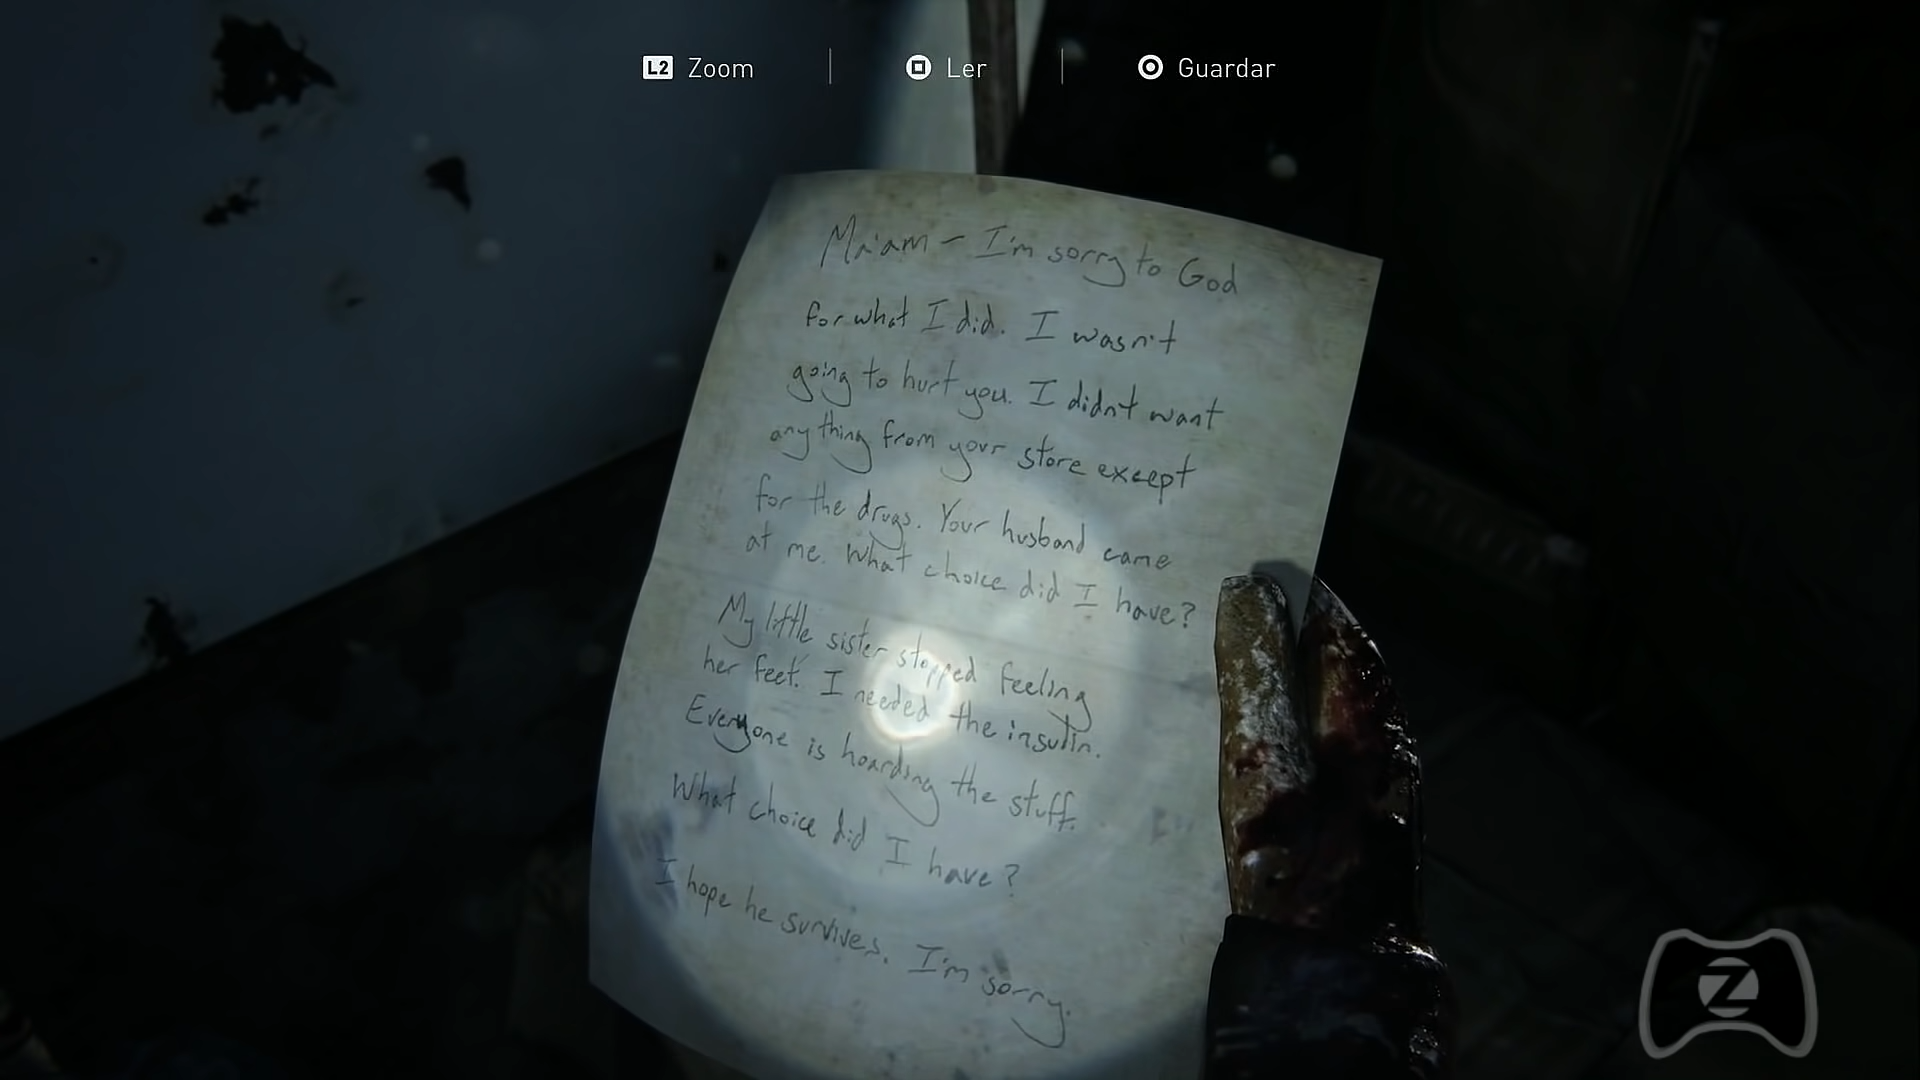 L2 Zoom Ler Guardar
Ma'am – I'm sorry to God
for what I did. I wasn't
going to hurt you. I didn't want
anything from your store except
for the drugs. Your husband came
at me. What choice did I have?
My little sister stopped feeling
her feet. I needed the insulin.
Everyone is hoarding the stuff.
What choice did I have?
I hope he survives. I'm sorry.
Z